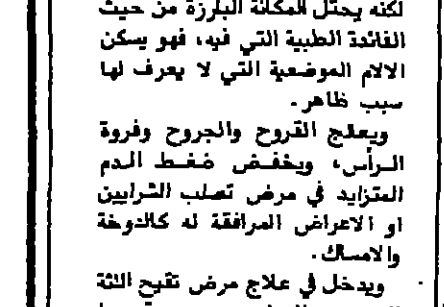 لكنه يحتل المكانة البارزة من حيث
الفائدة الطبية التي فيه، فهو يسكن
الالام الموضعية التي لا يعرف لها
سبب ظاهر.
ويعالج القروح والجروح وفروة
الرأس، ويخفض ضغط الدم
المتزايد في مرض تصلب الشرايين
او الاعراض المرافقة له كالدوخة
والامساك.
ويدخل في علاج مرض تقيح اللثة